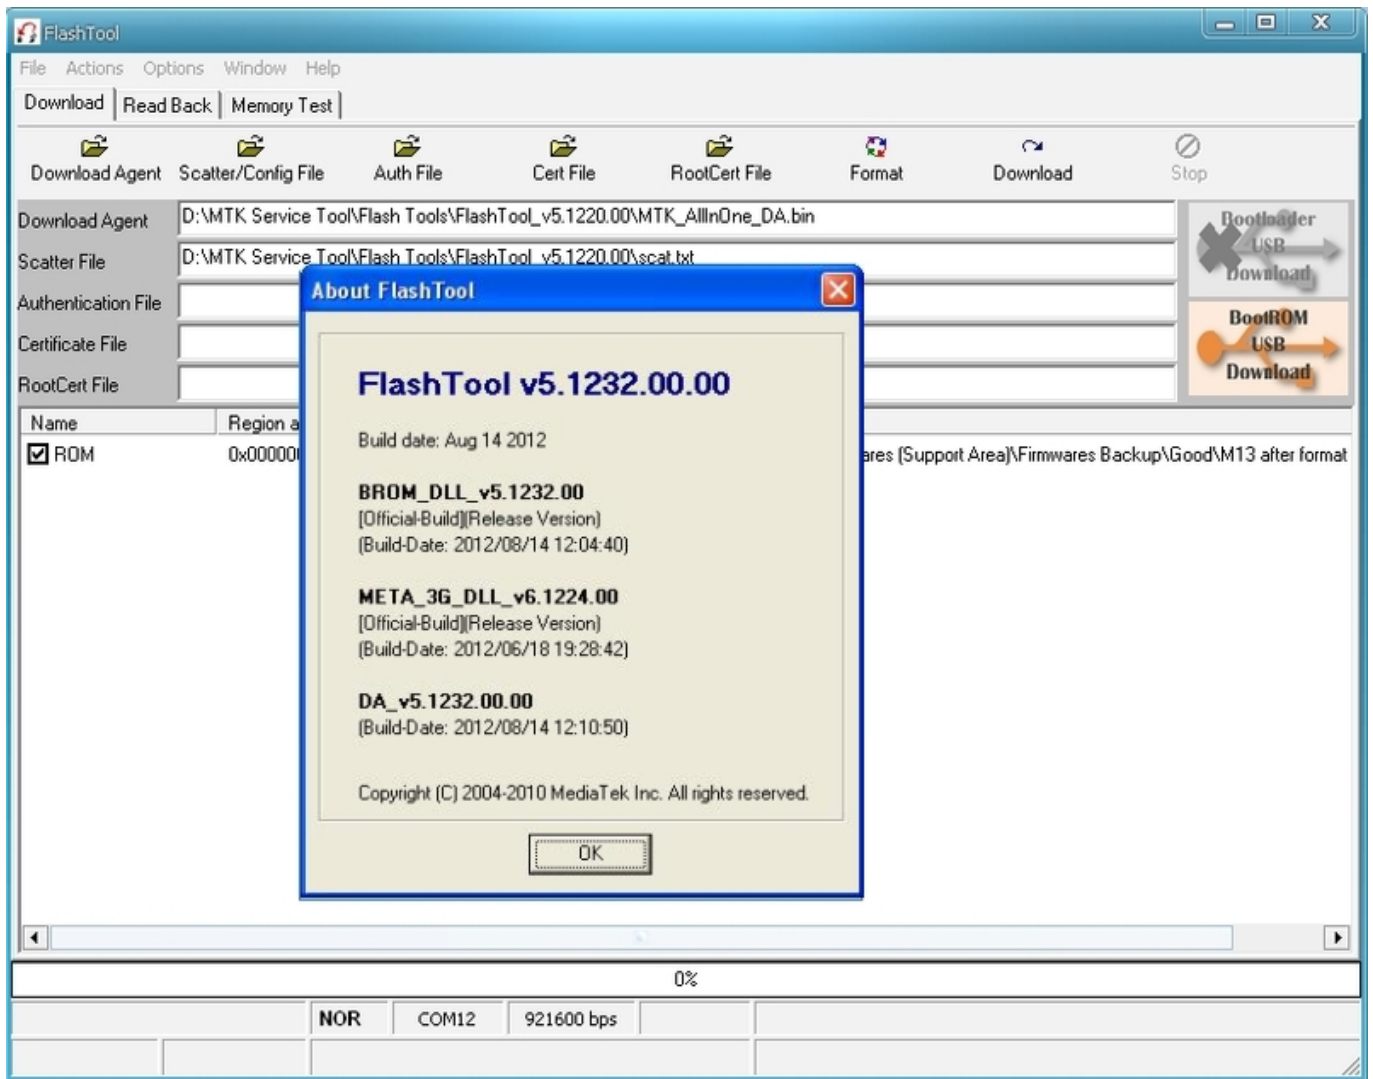 FlashTool
File Actions Options Window Help
Download Read Back Memory Test
Download Agent Scatter/Config File Auth File Cert File RootCert File Format Download Stop
Download Agent D:\MTK Service Tool\Flash Tools\FlashTool_v5.1220.00\MTK_AllInOne_DA.bin
Scatter File D:\MTK Service Tool\Flash Tools\FlashTool_v5.1220.00\scat.txt
Authentication File
Certificate File
RootCert File
Bootloader
USB
Download
BootROM
USB
Download
Name Region a
ROM 0x000000 ares (Support Area)\Firmwares Backup\Good\M13 after format
About FlashTool
FlashTool v5.1232.00.00
Build date: Aug 14 2012
BROM_DLL_v5.1232.00
[Official-Build](Release Version)
(Build-Date: 2012/08/14 12:04:40)
META_3G_DLL_v6.1224.00
[Official-Build](Release Version)
(Build-Date: 2012/06/18 19:28:42)
DA_v5.1232.00.00
(Build-Date: 2012/08/14 12:10:50)
Copyright (C) 2004-2010 MediaTek Inc. All rights reserved.
OK
0%
NOR COM12 921600 bps